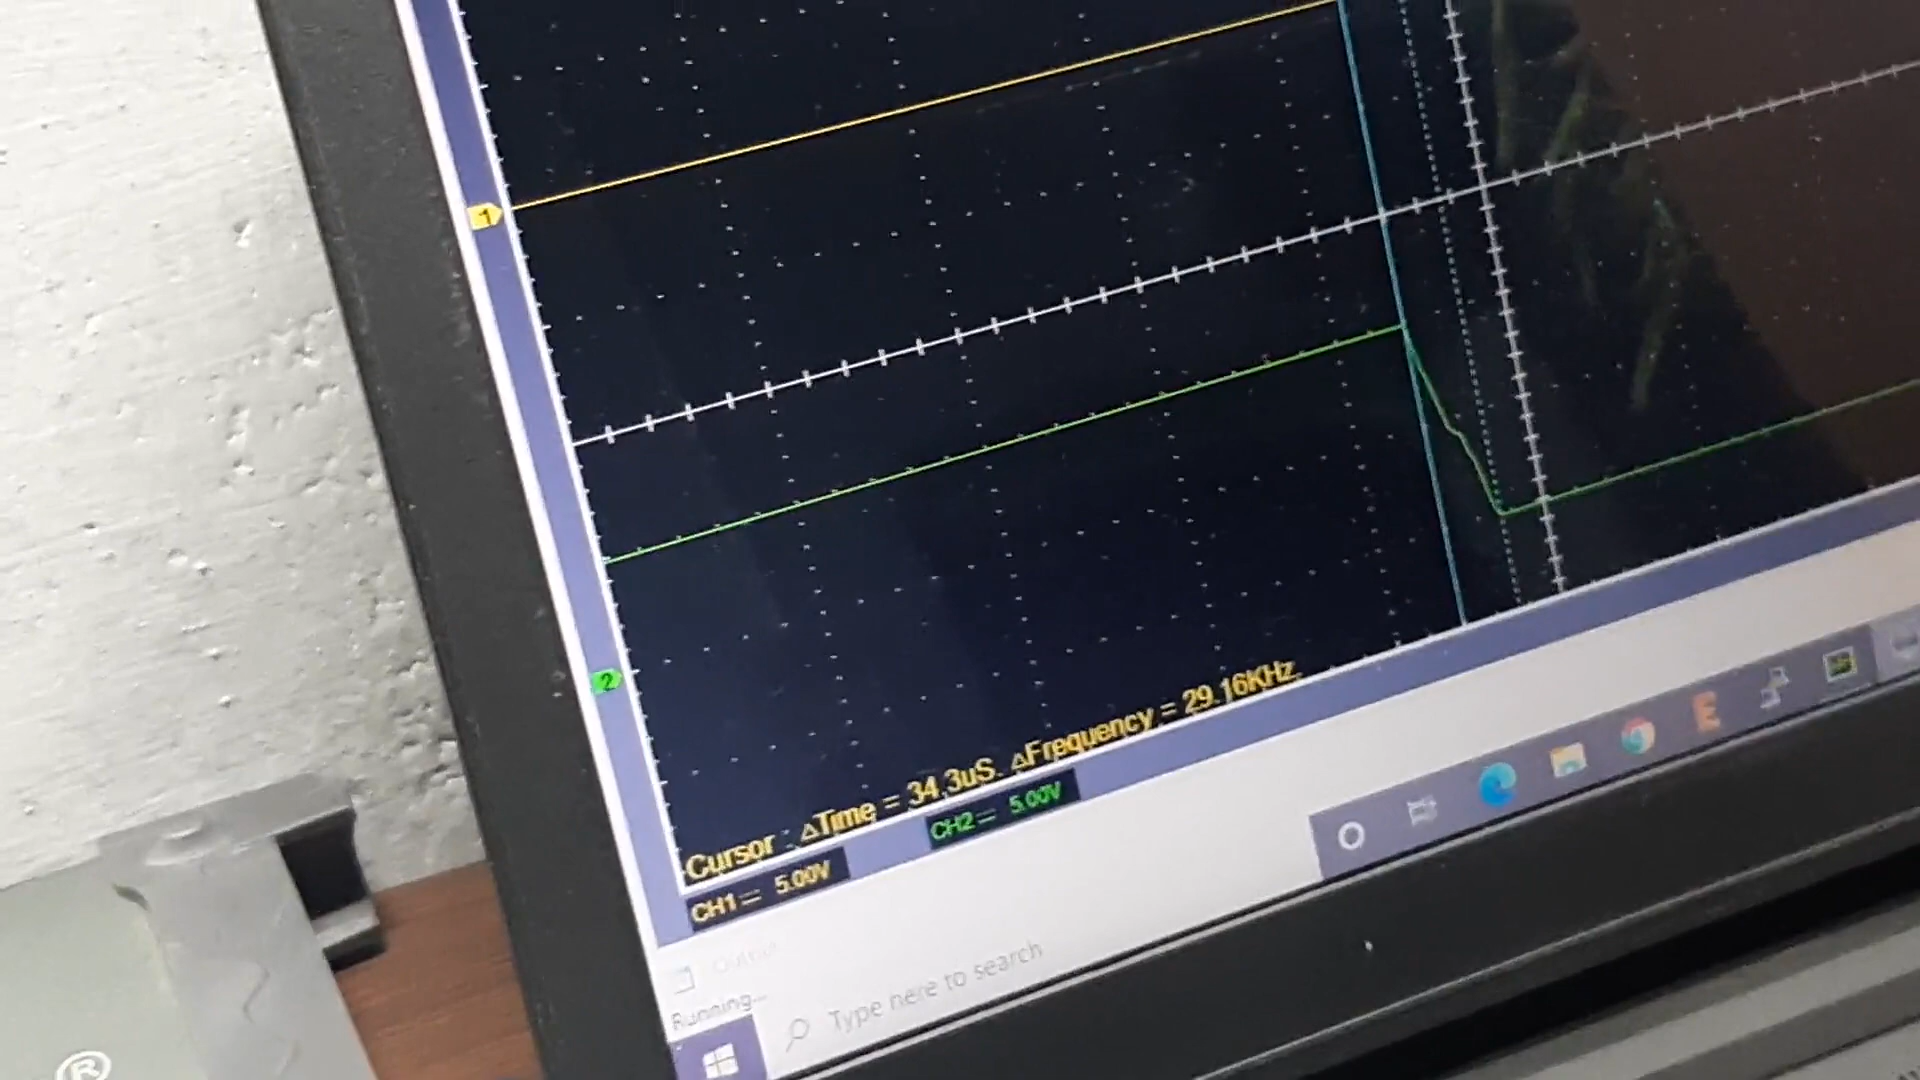 1
2
Cursor : ΔTime = 34.3uS. ΔFrequency = 29.16KHz.
CH1 5.00V
CH2 5.00V
Output
Running...
Type here to search
®